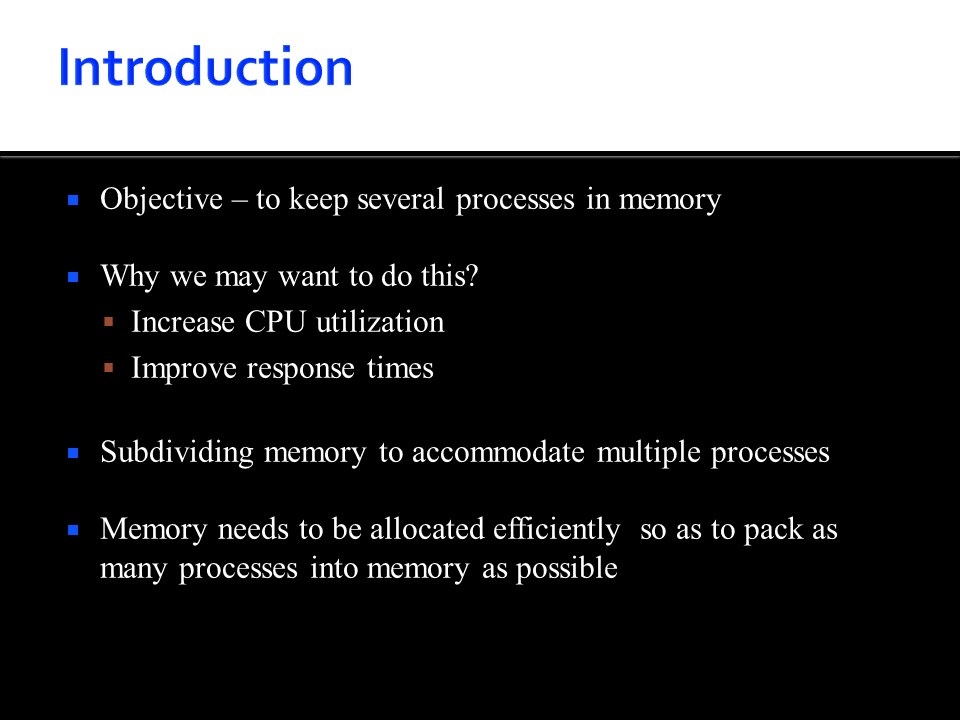 Introduction
Objective – to keep several processes in memory
Why we may want to do this?
Increase CPU utilization
Improve response times
Subdividing memory to accommodate multiple processes
Memory needs to be allocated efficiently  so as to pack as
many processes into memory as possible